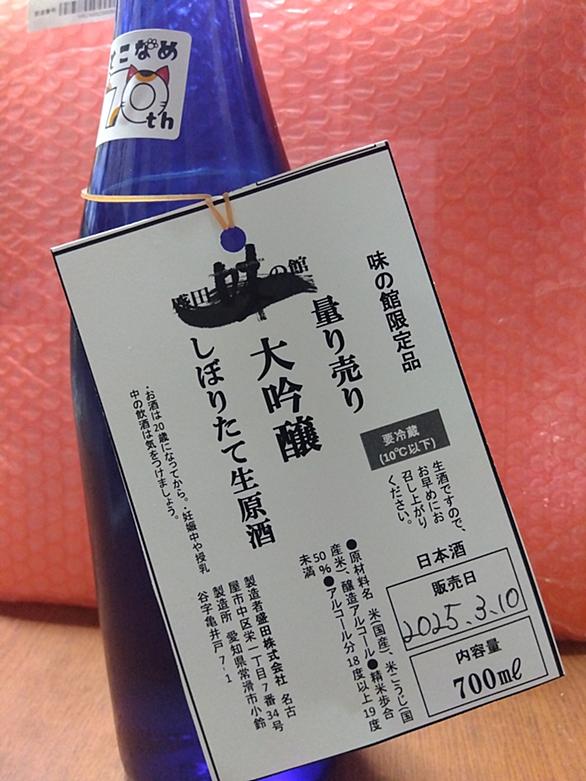 とこなめ
70th
味の館限定品
盛田 味の館
量り売り
大吟醸
しぼりたて生原酒
要冷蔵
(10℃以下)
生酒ですので、
お早めにお
召し上がり
ください。
・お酒は20歳になってから。・妊娠中や授乳
中の飲酒は気をつけましょう。
日本酒
販売日
2025.3.10
内容量
700mℓ
●原材料名 米(国産)、米こうじ(国
産米)、醸造アルコール●精米歩合
50%●アルコール分18度以上19度
未満
製造者盛田株式会社 名古
屋市中区栄一丁目7番34号
製造所 愛知県常滑市小鈴
谷字亀井戸7-1